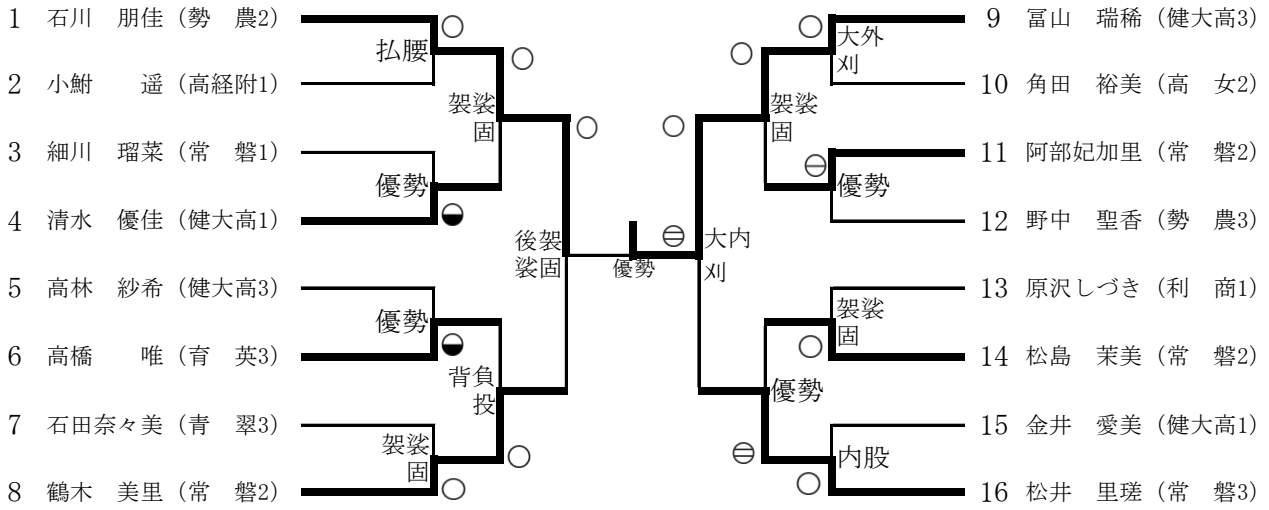 1 石川 朋佳（勢 農2）
2 小鮒 遥（高経附1）
3 細川 瑠菜（常 磐1）
4 清水 優佳（健大高1）
5 高林 紗希（健大高3）
6 高橋 唯（育 英3）
7 石田奈々美（青 翠3）
8 鶴木 美里（常 磐2）
払腰
優勢
優勢
袈裟
固
袈裟
固
背負
投
後袈
裟固
優勢
大内
刈
袈裟
固
優勢
大外
刈
優勢
袈裟
固
内股
9 冨山 瑞稀（健大高3）
10 角田 裕美（高 女2）
11 阿部妃加里（常 磐2）
12 野中 聖香（勢 農3）
13 原沢しづき（利 商1）
14 松島 茉美（常 磐2）
15 金井 愛美（健大高1）
16 松井 里瑳（常 磐3）